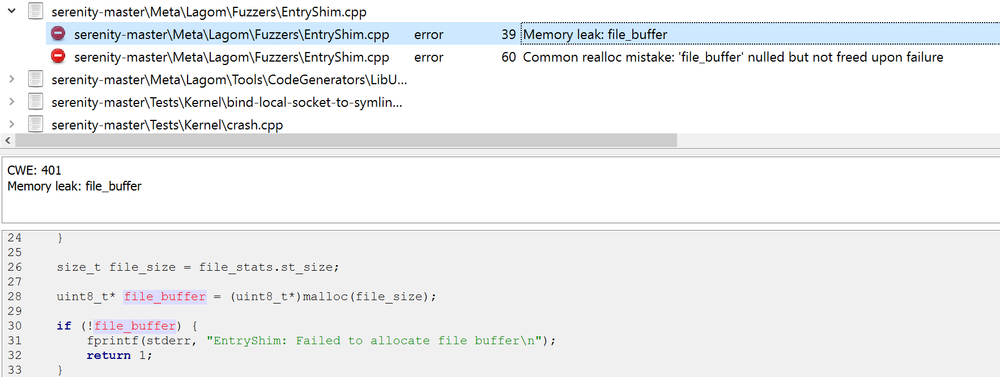 serenity-master\Meta\Lagom\Fuzzers\EntryShim.cpp
serenity-master\Meta\Lagom\Fuzzers\EntryShim.cpp error 39 Memory leak: file_buffer
serenity-master\Meta\Lagom\Fuzzers\EntryShim.cpp error 60 Common realloc mistake: 'file_buffer' nulled but not freed upon failure
serenity-master\Meta\Lagom\Tools\CodeGenerators\LibU...
serenity-master\Tests\Kernel\bind-local-socket-to-symlin...
serenity-master\Tests\Kernel\crash.cpp
CWE: 401
Memory leak: file_buffer
24 }
25
26 size_t file_size = file_stats.st_size;
27
28 uint8_t* file_buffer = (uint8_t*)malloc(file_size);
29
30 if (!file_buffer) {
31 fprintf(stderr, "EntryShim: Failed to allocate file buffer\n");
32 return 1;
33 }